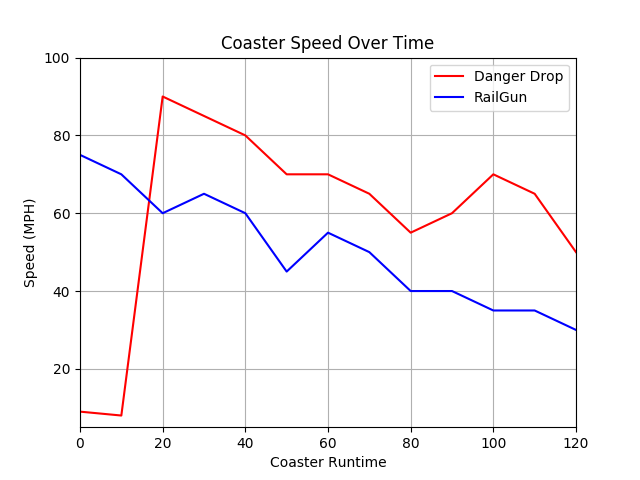 Coaster Speed Over Time
100
80
60
40
20
Speed (MPH)
Danger Drop
RailGun
0 20 40 60 80 100 120
Coaster Runtime